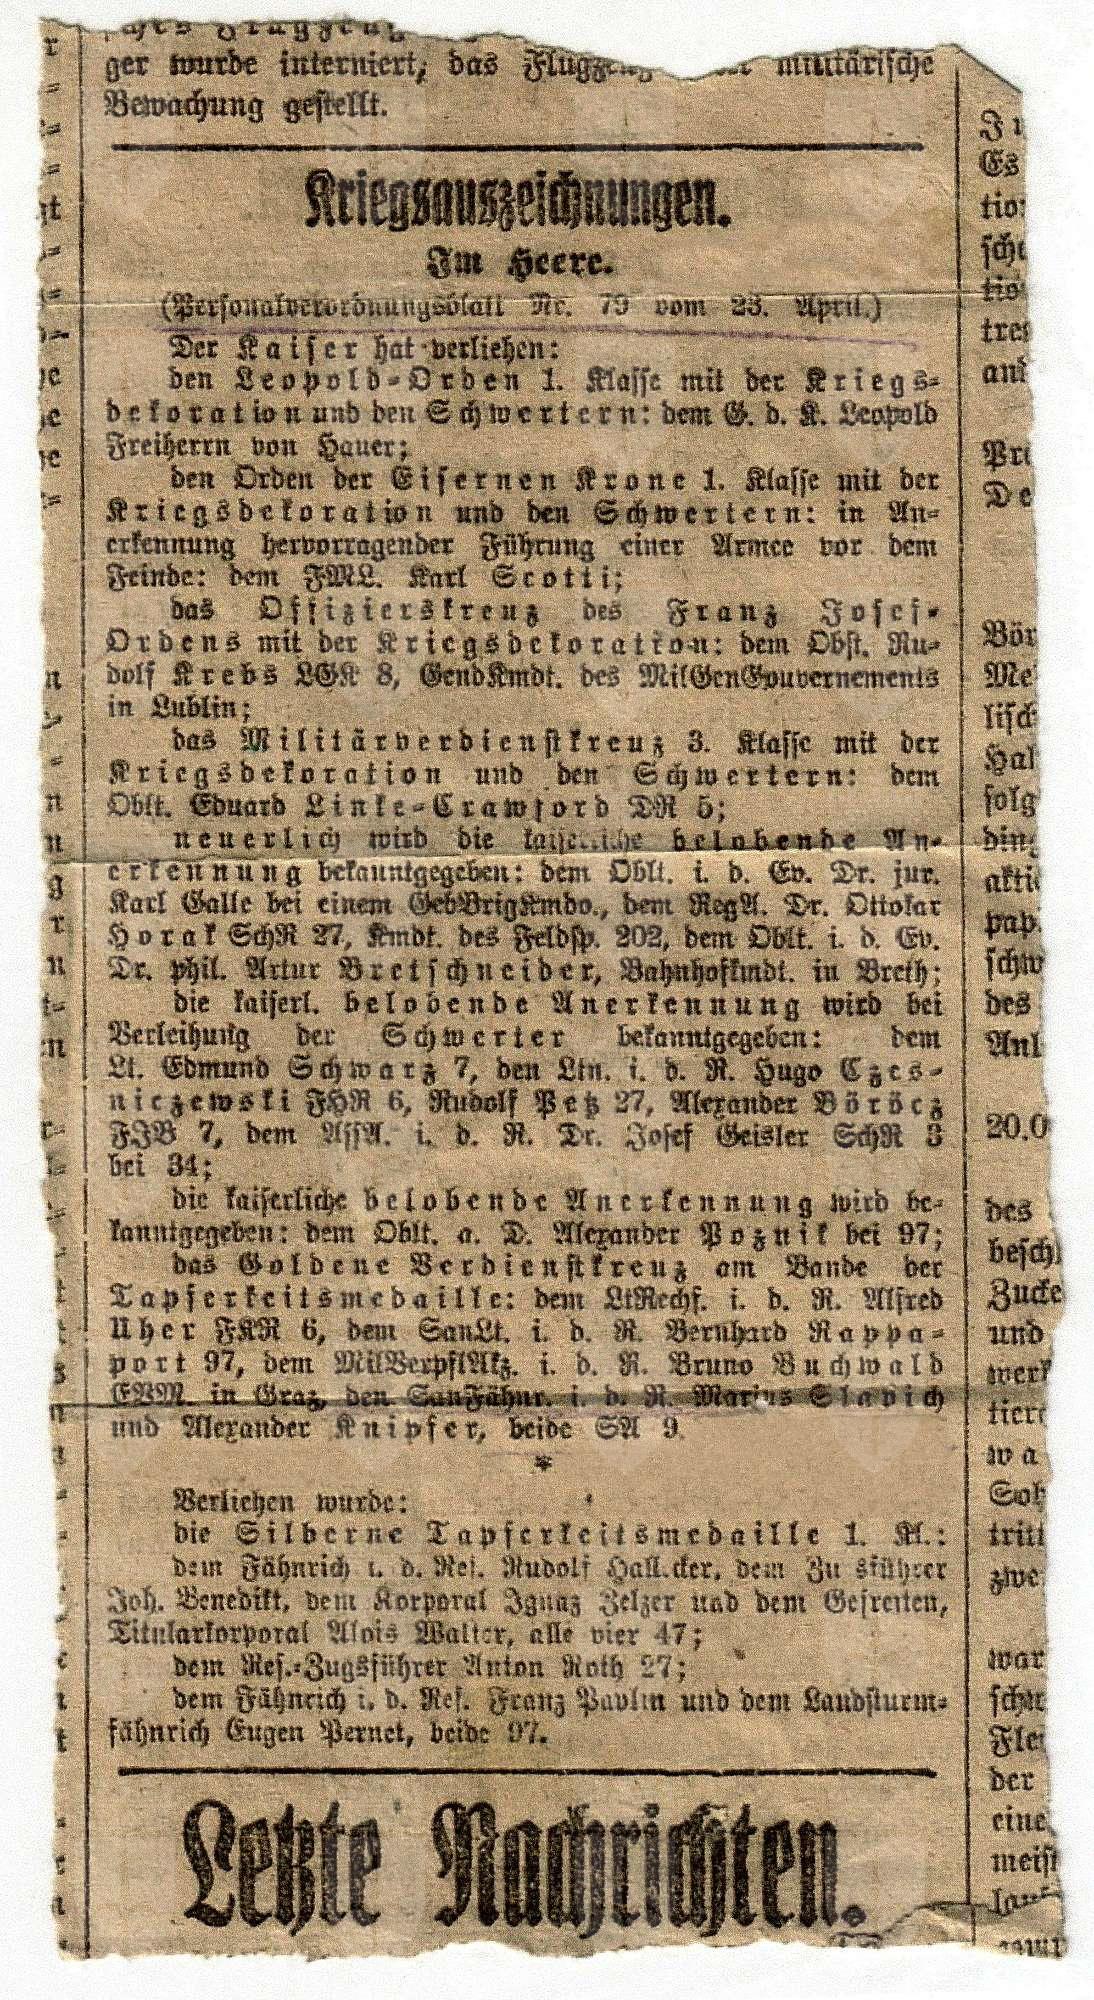 ger wurde interniert, das militärische
Bewachung gestellt.
Kriegsauszeichnungen.
Im Heere.
(Personalverordnungsblatt Nr. 79 vom 23. April.)
Der Kaiser hat verliehen:
den Leopold-Orden 1. Klasse mit der Kriegs-
dekoration und den Schwertern: dem G. d. K. Leopold
Freiherrn von Hauer;
den Orden der Eisernen Krone 1. Klasse mit der
Kriegsdekoration und den Schwertern: in An-
erkennung hervorragender Führung einer Armee vor dem
Feinde: dem FML. Karl Scotti;
das Offizierskreuz des Franz Josef-
Ordens mit der Kriegsdekoration: dem Obst. Ru-
dolf Krebs LGK 8, GendKmdt. des MilGenGouvernements
in Lublin;
das Militärverdienstkreuz 3. Klasse mit der
Kriegsdekoration und den Schwertern: dem
Oblt. Eduard Linke-Crawford DR 5;
neuerlich wird die kaiserliche belobende An-
erkennung bekanntgegeben: dem Oblt. i. d. Ev. Dr. jur.
Karl Galle bei einem GebBrigKmdo., dem RegA. Dr. Ottokar
Horak SchR 27, Kmdt. des Feldsp. 202, dem Oblt. i. d. Ev.
Dr. phil. Artur Bretschneider, Bahnhofkmdt. in Breth;
die kaiserl. belobende Anerkennung wird bei
Verleihung der Schwerter bekanntgegeben: dem
Lt. Edmund Schwarz 7, den Ltn. i. d. R. Hugo Czes-
niczewski FHR 6, Rudolf Petz 27, Alexander Böröcz
FJB 7, dem AssA. i. d. R. Dr. Josef Geisler SchR 3
bei 34;
die kaiserliche belobende Anerkennung wird be-
kanntgegeben: dem Oblt. a. D. Alexander Poznik bei 97;
das Goldene Verdienstkreuz am Bande der
Tapferkeitsmedaille: dem LtRechf. i. d. R. Alfred
Uher FKR 6, dem SanLt. i. d. R. Bernhard Rappa-
port 97, dem MilVerpflAkz. i. d. R. Bruno Buchwald
EVM. in Graz, den SanFähnr. i. d. R. Marius Slavich
und Alexander Knipfer, beide SA 9.
*
Verliehen wurde:
die Silberne Tapferkeitsmedaille 1. Kl.:
dem Fähnrich i. d. Res. Rudolf dem
Joh. Benedikt, dem Korporal Ignaz Zelzer und dem Gefreiten,
Titularkorporal Alois Walter, alle vier 47;
dem Res.-Zugsführer Anton Roth 27;
dem Fähnrich i. d. Res. Franz Pavlin und dem Landsturm-
fähnrich Eugen Pernet, beide 97.
Letzte Nachrichten.